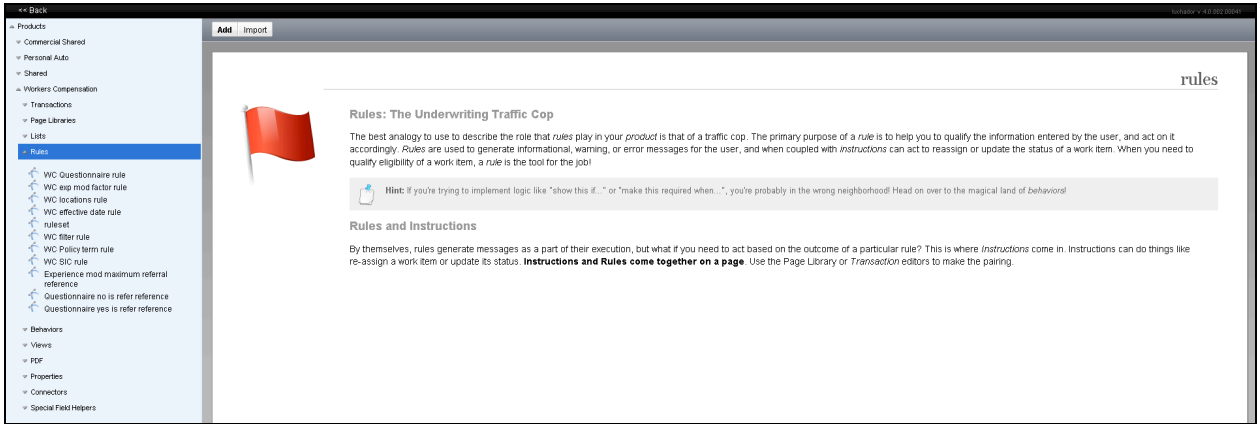 << Back
luchador v.4.0.002.00041
Products
Commercial Shared
Personal Auto
Shared
Workers Compensation
Transactions
Page Libraries
Lists
Rules
WC Questionnaire rule
WC exp mod factor rule
WC locations rule
WC effective date rule
ruleset
WC filter rule
WC Policy term rule
WC SIC rule
Experience mod maximum referral
reference
Questionnaire no is refer reference
Questionnaire yes is refer reference
Behaviors
Views
PDF
Properties
Connectors
Special Field Helpers
Add Import
rules
Rules: The Underwriting Traffic Cop
The best analogy to use to describe the role that rules play in your product is that of a traffic cop. The primary purpose of a rule is to help you to qualify the information entered by the user, and act on it
accordingly. Rules are used to generate informational, warning, or error messages for the user, and when coupled with instructions can act to reassign or update the status of a work item. When you need to
qualify eligibility of a work item, a rule is the tool for the job!
Hint: If you're trying to implement logic like "show this if..." or "make this required when...", you're probably in the wrong neighborhood! Head on over to the magical land of behaviors!
Rules and Instructions
By themselves, rules generate messages as a part of their execution, but what if you need to act based on the outcome of a particular rule? This is where Instructions come in. Instructions can do things like
re-assign a work item or update its status. Instructions and Rules come together on a page. Use the Page Library or Transaction editors to make the pairing.